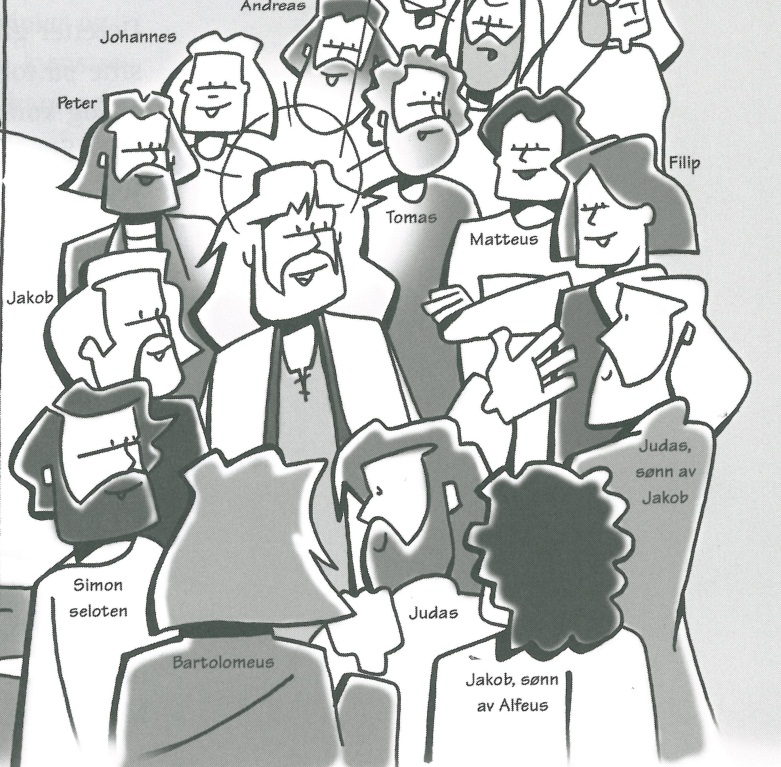 Andreas
Johannes
Peter
Filip
Tomas
Matteus
Jakob
Judas,
sønn av
Jakob
Simon
seloten
Judas
Bartolomeus
Jakob, sønn
av Alfeus